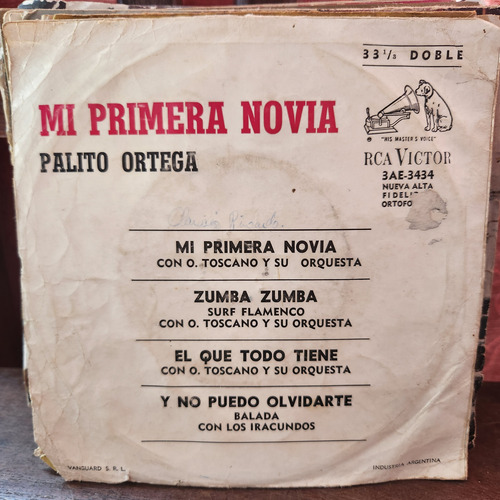 33 1/3 DOBLE
MI PRIMERA NOVIA
PALITO ORTEGA
"HIS MASTER'S VOICE"
RCA VICTOR
3AE-3434
NUEVA ALTA
FIDELI
ORTOFO
MI PRIMERA NOVIA
CON O. TOSCANO Y SU ORQUESTA
ZUMBA ZUMBA
SURF FLAMENCO
CON O. TOSCANO Y SU ORQUESTA
EL QUE TODO TIENE
CON O. TOSCANO Y SU ORQUESTA
Y NO PUEDO OLVIDARTE
BALADA
CON LOS IRACUNDOS
VANGUARD S. R. L.
INDUSTRIA ARGENTINA